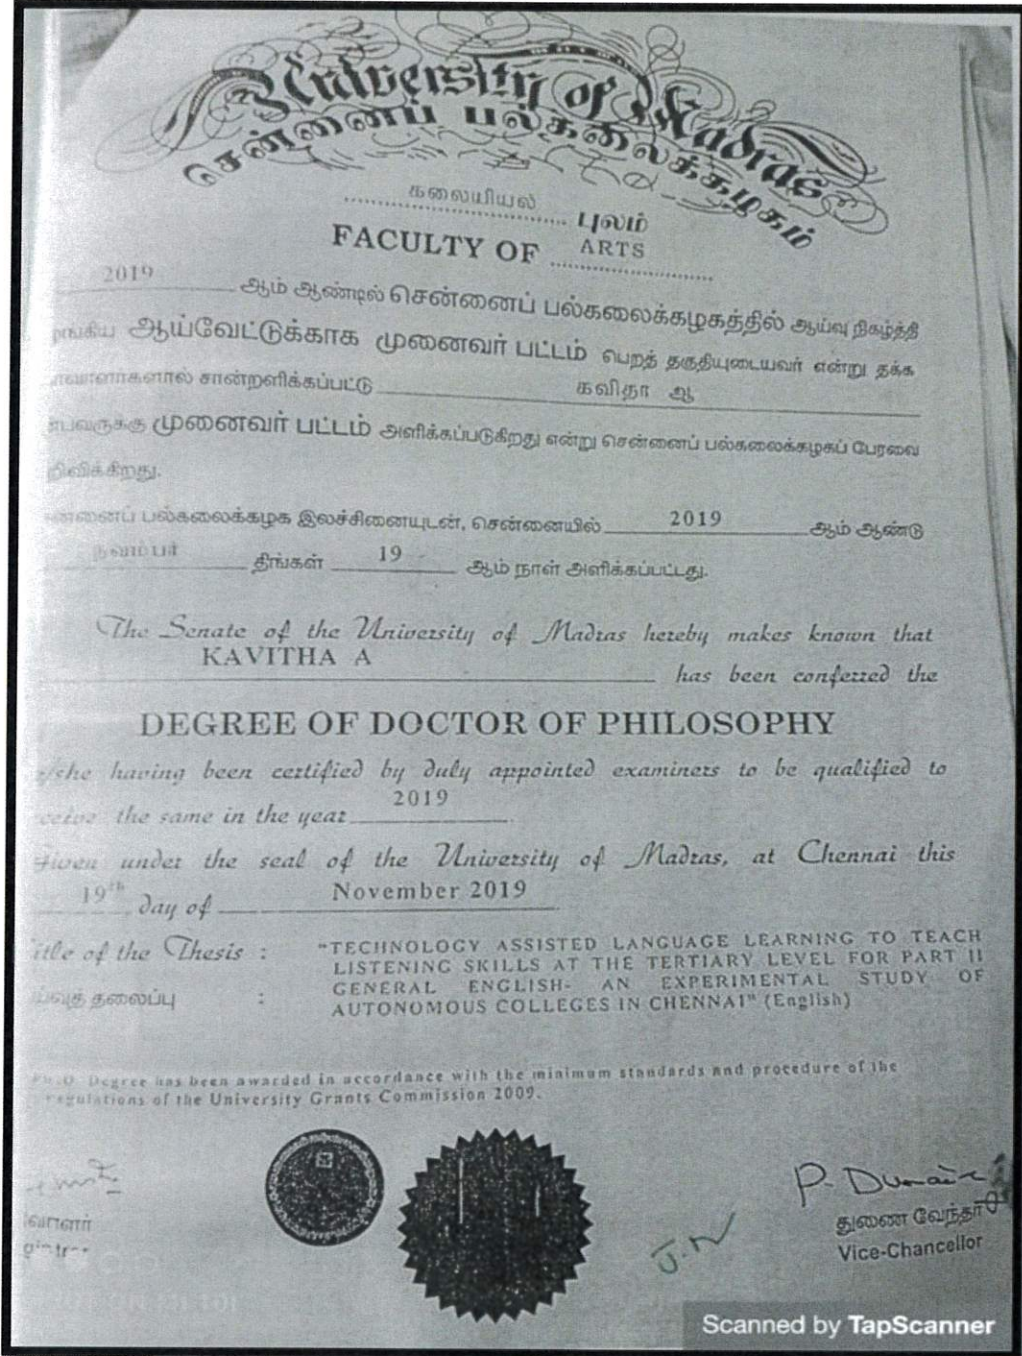 University of Madras
சென்னைப் பல்கலைக்கழகம்
கலையியல் புலம்
FACULTY OF ARTS
2019 ஆம் ஆண்டில் சென்னைப் பல்கலைக்கழகத்தில் ஆய்வு நிகழ்த்தி
ஆய்வேட்டுக்காக முனைவர் பட்டம் பெறத் தகுதியுடையவர் என்று தக்க
சான்றளிக்கப்பட்டு கவிதா ஆ
முனைவர் பட்டம் அளிக்கப்படுகிறது என்று சென்னைப் பல்கலைக்கழகப் பேரவை
பல்கலைக்கழக இலச்சினையுடன், சென்னையில் 2019 ஆம் ஆண்டு
நவம்பர் திங்கள் 19 ஆம் நாள் அளிக்கப்பட்டது.
The Senate of the University of Madras hereby makes known that
KAVITHA A has been conferred the
DEGREE OF DOCTOR OF PHILOSOPHY
/she having been certified by duly appointed examiners to be qualified to
the same in the year 2019
Given under the seal of the University of Madras, at Chennai this
19th day of November 2019
itle of the Thesis : "TECHNOLOGY ASSISTED LANGUAGE LEARNING TO TEACH
LISTENING SKILLS AT THE TERTIARY LEVEL FOR PART II
GENERAL ENGLISH- AN EXPERIMENTAL STUDY OF
தலைப்பு : AUTONOMOUS COLLEGES IN CHENNAI" (English)
Ph.D Degree has been awarded in accordance with the minimum standards and procedure of the
regulations of the University Grants Commission 2009.
துணை வேந்தர்
Vice-Chancellor
Scanned by TapScanner